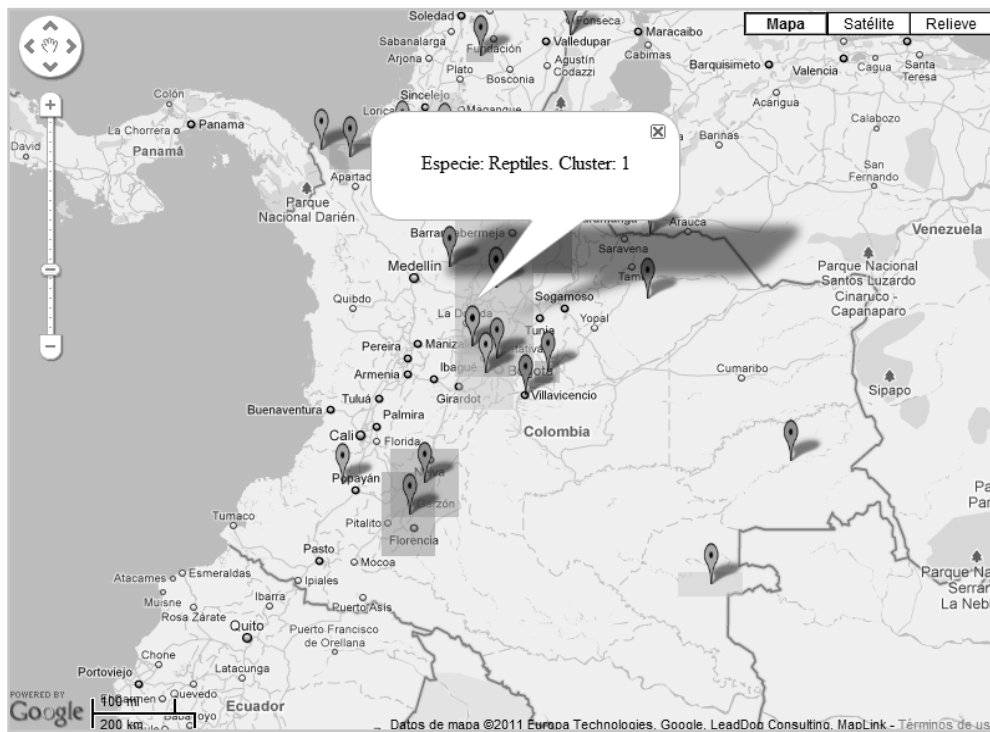 Soledad
Fonseca
Mapa
Satélite
Relieve
Sabanalarga
Fundación
Valledupar
Maracaibo
Cabimas
Arjona
Plato
Agustín
Codazzi
Bosconia
Barquisimeto
Valencia
Cagua
Santa
Teresa
Colón
Sincelejo
Lorica
Magangue
Acarigua
La Chorrera
Panama
Calabozo
David
Panamá
Barinas
Especie: Reptiles. Cluster: 1
San
Fernando
Parque
Nacional Darién
Arauca
Saravena
Venezuela
Medellín
Parque Nacional
Santos Luzardo
Cinaruco -
Capanaparo
Quibdo
Sogamoso
Yopal
Pereira
Armenia
Ibagué
Bogotá
Cumaribo
Sipapo
Tuluá
Girardot
Villavicencio
Buenaventura
Palmira
Colombia
Cali
Florida
Popayán
Tumaco
Pitalito
Florencia
Pasto
Mocoa
Atacames
Esmeraldas
Ipiales
Muisne
Rosa Zárate
Ibarra
Puerto Asís
Quito
Puerto Francisco
de Orellana
Chone
Portoviejo
Latacunga
Quevedo
Ecuador
POWERED BY
Google
100 mi
200 km
Datos de mapa ©2011 Europa Technologies, Google, LeadDog Consulting, MapLink - Términos de us